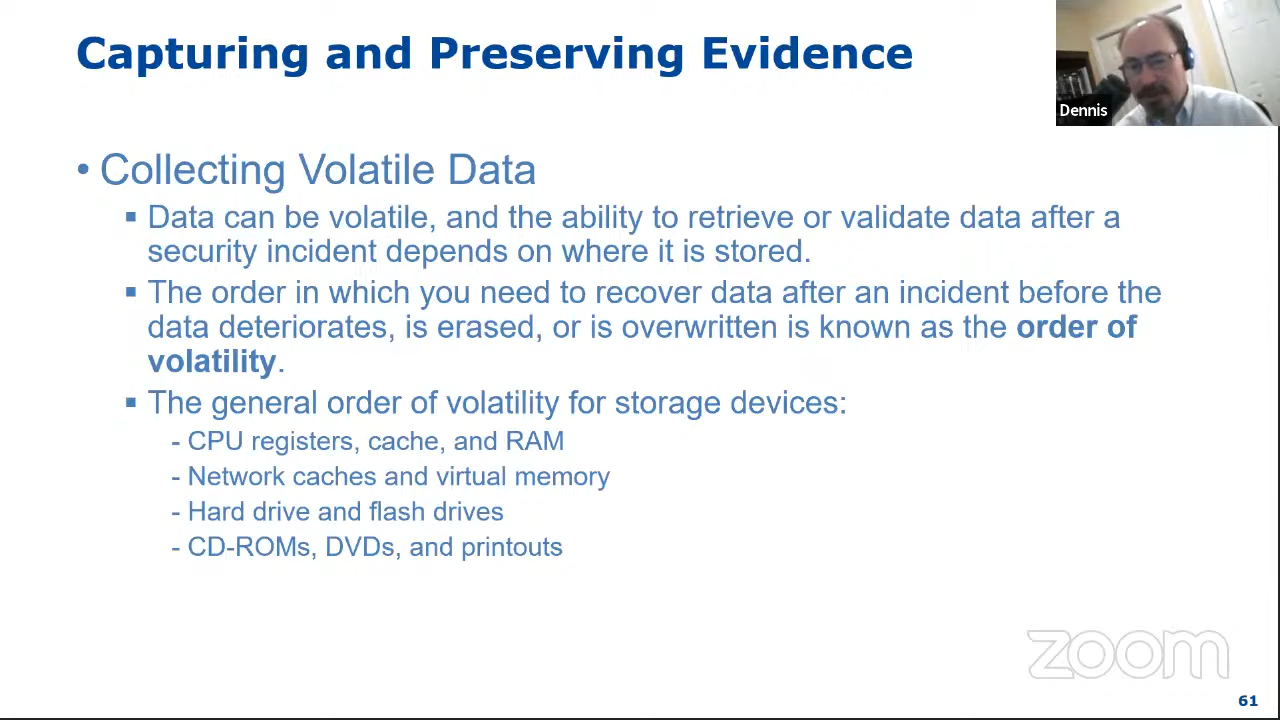 Capturing and Preserving Evidence
Dennis
• Collecting Volatile Data
▪ Data can be volatile, and the ability to retrieve or validate data after a
security incident depends on where it is stored.
▪ The order in which you need to recover data after an incident before the
data deteriorates, is erased, or is overwritten is known as the order of
volatility.
▪ The general order of volatility for storage devices:
- CPU registers, cache, and RAM
- Network caches and virtual memory
- Hard drive and flash drives
- CD-ROMs, DVDs, and printouts
zoom
61